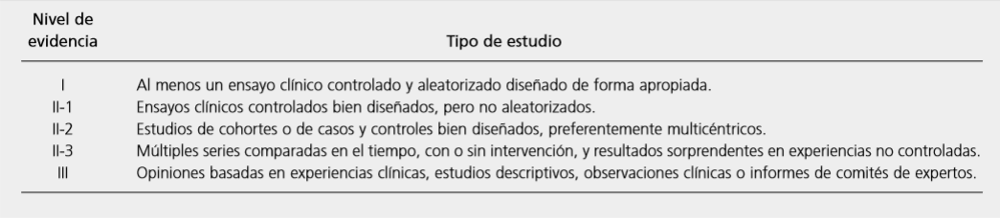 Nivel de
evidencia
Tipo de estudio
I Al menos un ensayo clínico controlado y aleatorizado diseñado de forma apropiada.
II-1 Ensayos clínicos controlados bien diseñados, pero no aleatorizados.
II-2 Estudios de cohortes o de casos y controles bien diseñados, preferentemente multicéntricos.
II-3 Múltiples series comparadas en el tiempo, con o sin intervención, y resultados sorprendentes en experiencias no controladas.
III Opiniones basadas en experiencias clínicas, estudios descriptivos, observaciones clínicas o informes de comités de expertos.